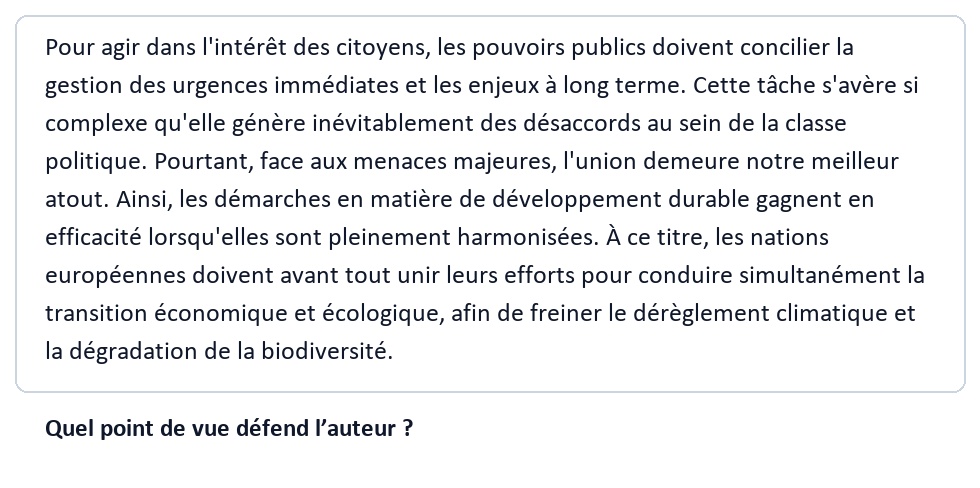 Pour agir dans l'intérêt des citoyens, les pouvoirs publics doivent concilier la
gestion des urgences immédiates et les enjeux à long terme. Cette tâche s'avère si
complexe qu'elle génère inévitablement des désaccords au sein de la classe
politique. Pourtant, face aux menaces majeures, l'union demeure notre meilleur
atout. Ainsi, les démarches en matière de développement durable gagnent en
efficacité lorsqu'elles sont pleinement harmonisées. À ce titre, les nations
européennes doivent avant tout unir leurs efforts pour conduire simultanément la
transition économique et écologique, afin de freiner le dérèglement climatique et
la dégradation de la biodiversité.
Quel point de vue défend l’auteur ?